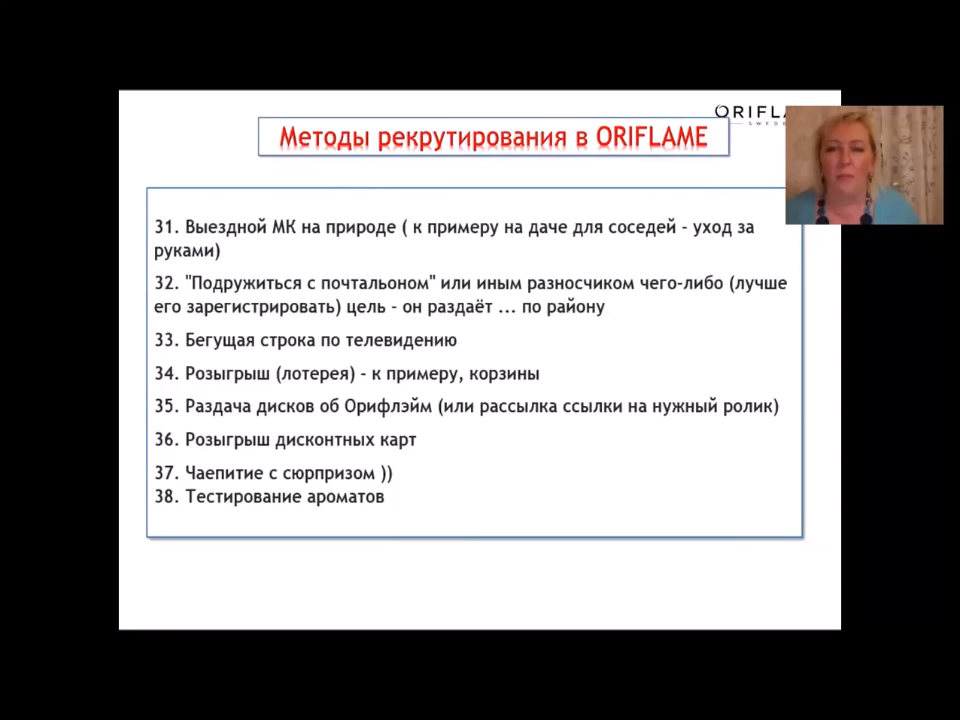 ORIFL
Методы рекрутирования в ORIFLAME
31. Выездной МК на природе ( к примеру на даче для соседей - уход за
руками)
32. "Подружиться с почтальоном" или иным разносчиком чего-либо (лучше
его зарегистрировать) цель - он раздаёт ... по району
33. Бегущая строка по телевидению
34. Розыгрыш (лотерея) - к примеру, корзины
35. Раздача дисков об Орифлэйм (или рассылка ссылки на нужный ролик)
36. Розыгрыш дисконтных карт
37. Чаепитие с сюрпризом ))
38. Тестирование ароматов